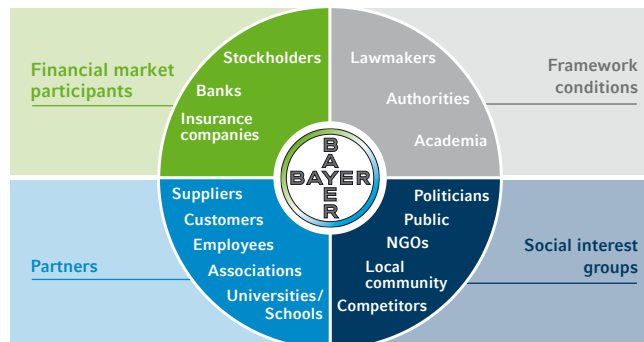 Financial market
participants
Stockholders
Banks
Insurance
companies
Lawmakers
Authorities
Academia
Framework
conditions
BAYER
BAYER
Partners
Suppliers
Customers
Employees
Associations
Universities/
Schools
Politicians
Public
NGOs
Local
community
Competitors
Social interest
groups